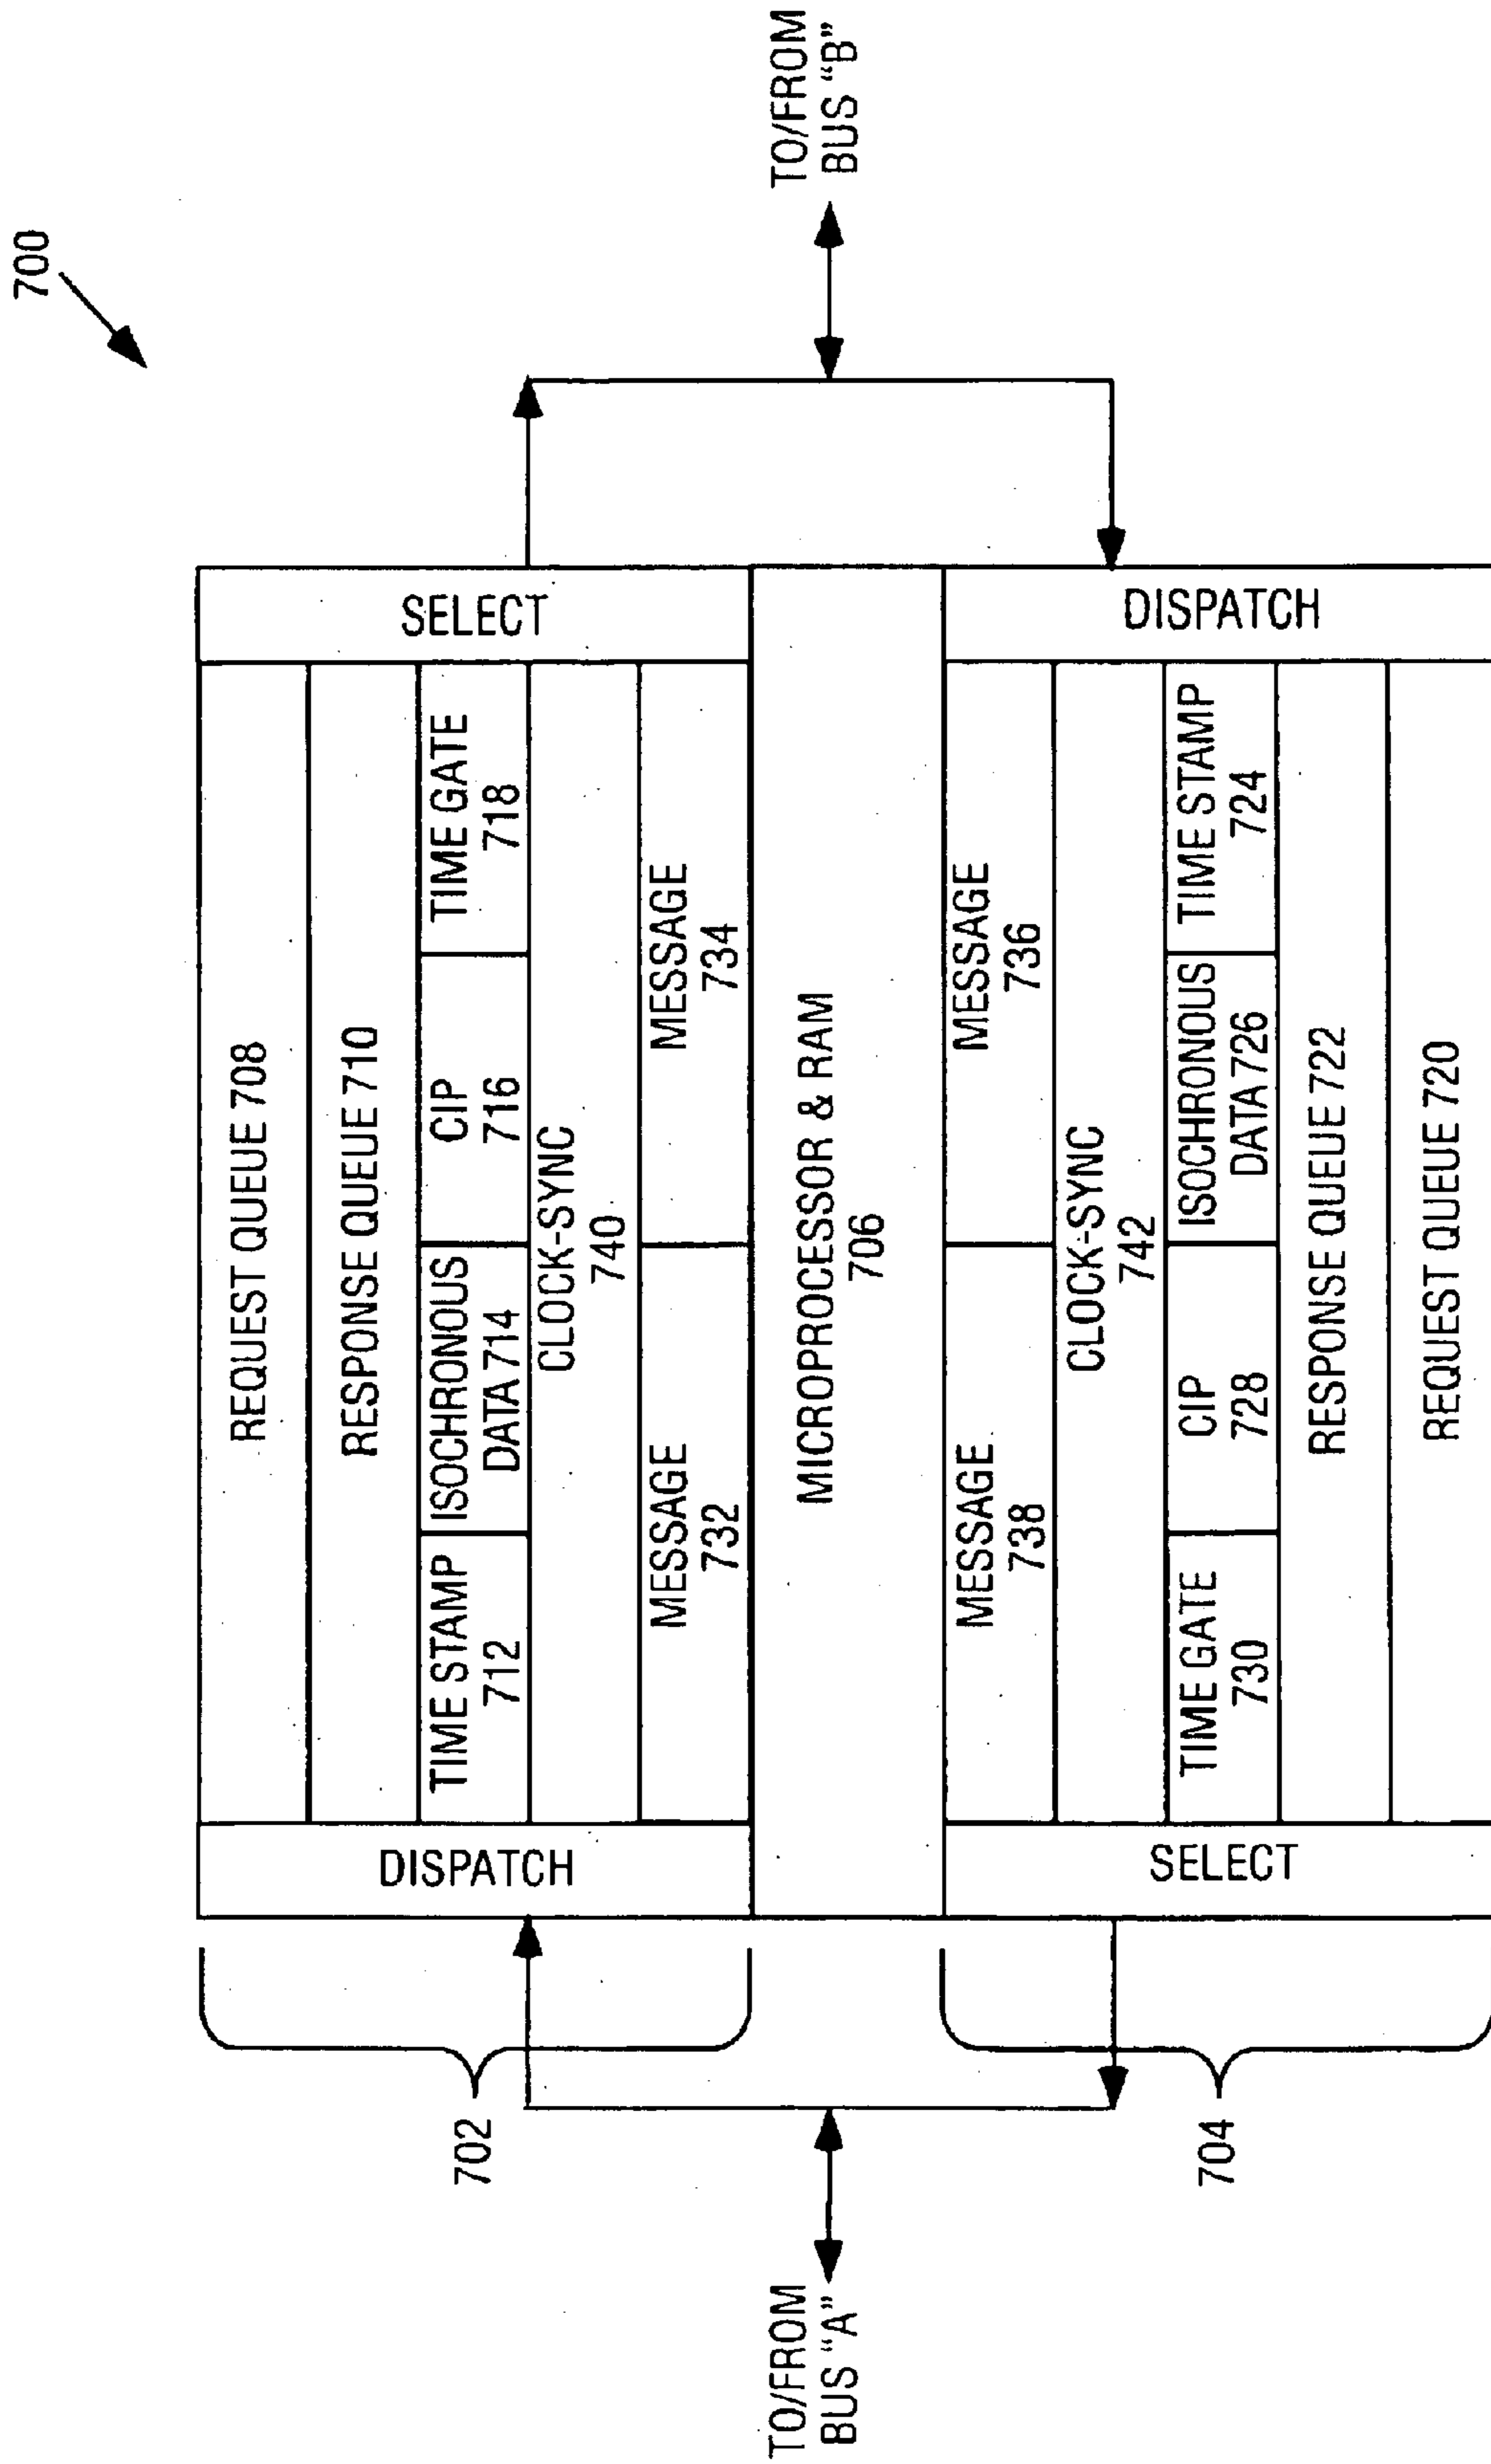 700
702
DISPATCH
REQUEST QUEUE 708
RESPONSE QUEUE 710
TIME STAMP
712
ISOCHRONOUS
DATA 714
CIP
716
TIME GATE
718
CLOCK-SYNC
740
MESSAGE
732
MESSAGE
734
SELECT
TO/FROM
BUS “A”
MICROPROCESSOR & RAM
706
TO/FROM
BUS “B”
704
SELECT
MESSAGE
738
MESSAGE
736
CLOCK-SYNC
742
TIME GATE
730
CIP
728
ISOCHRONOUS
DATA 726
TIME STAMP
724
RESPONSE QUEUE 722
REQUEST QUEUE 720
DISPATCH